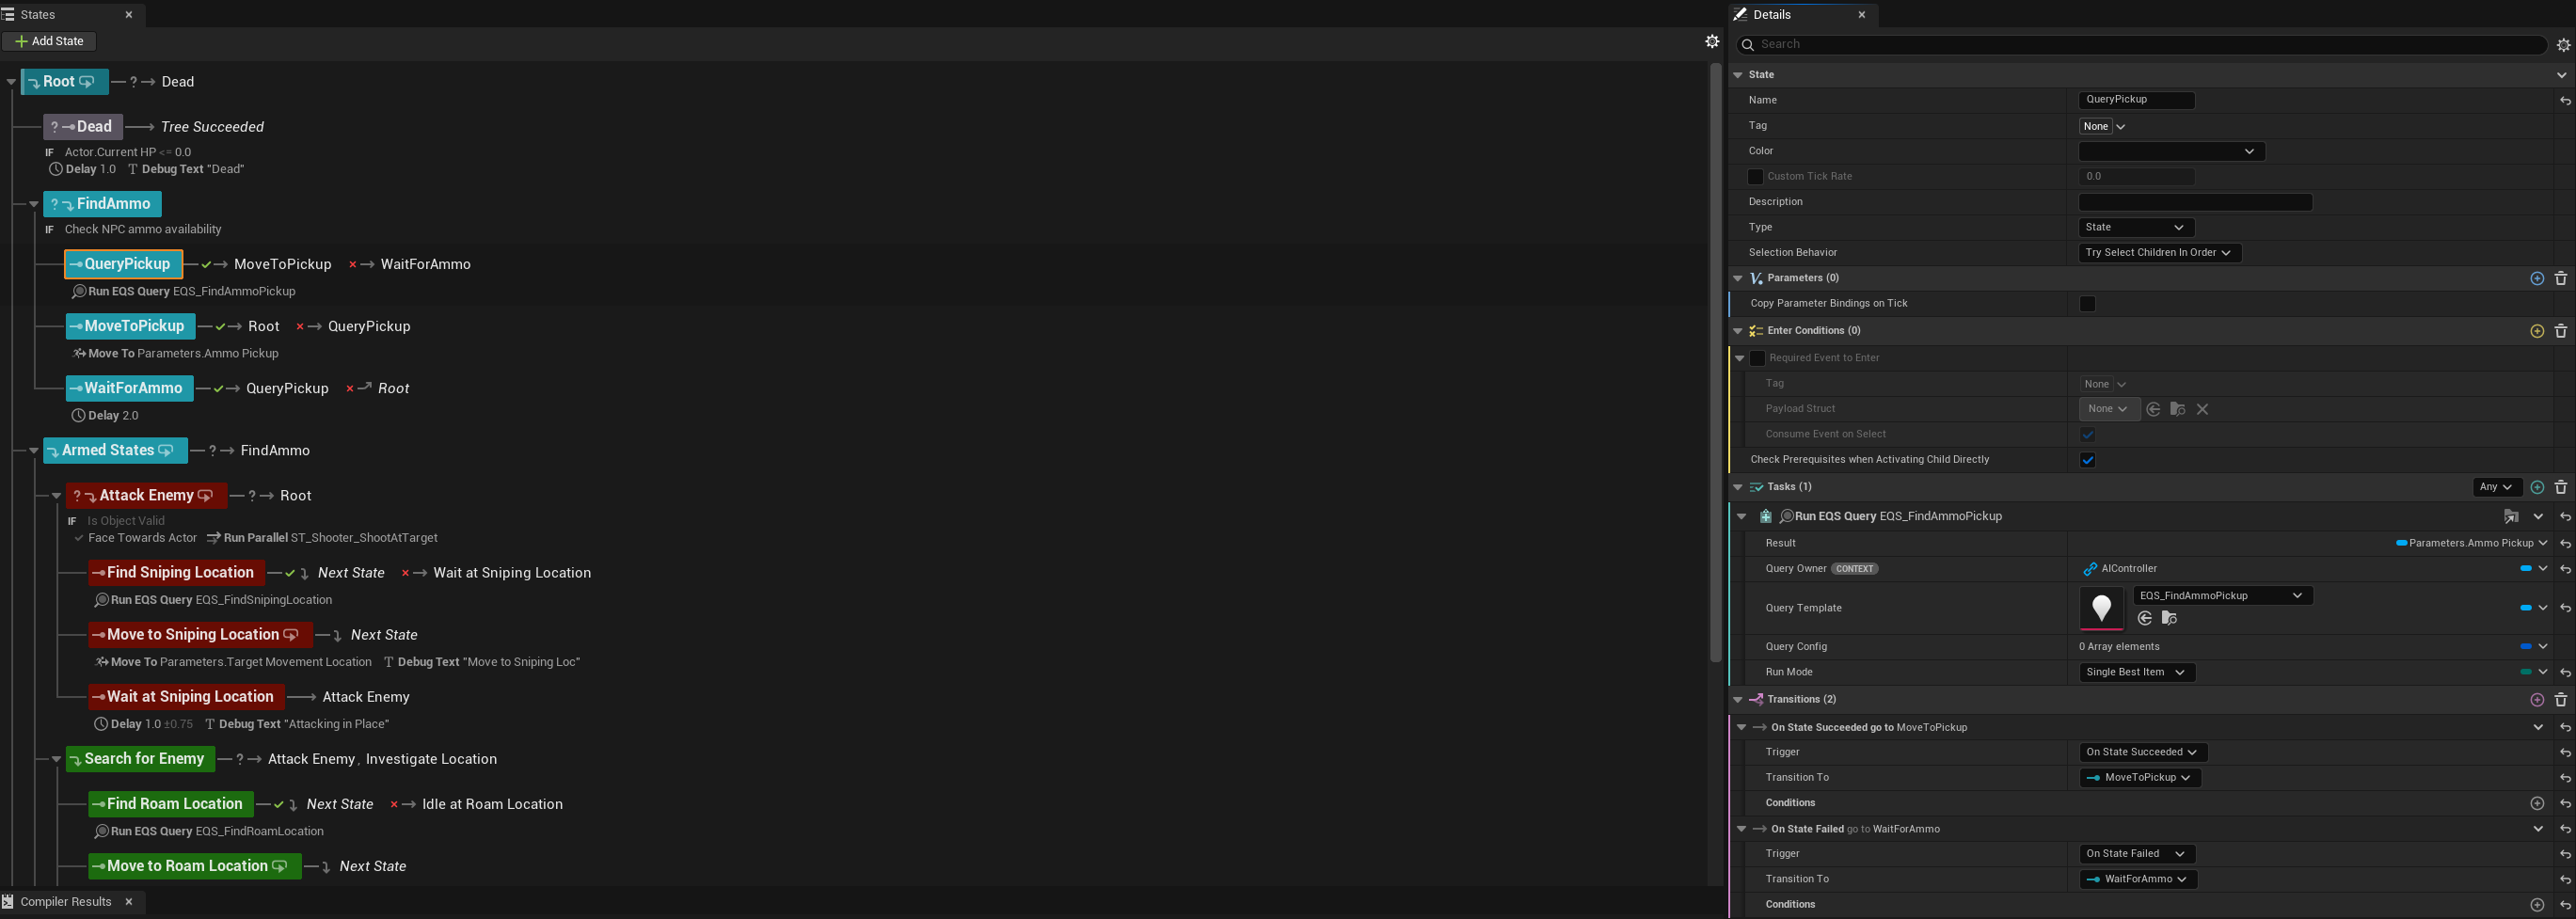 States
Add State
Root ? Dead
? Dead Tree Succeeded
IF Actor.Current HP <= 0.0
Delay 1.0 T Debug Text "Dead"
? FindAmmo
IF Check NPC ammo availability
QueryPickup MoveToPickup WaitForAmmo
Run EQS Query EQS_FindAmmoPickup
MoveToPickup Root QueryPickup
Move To Parameters.Ammo Pickup
WaitForAmmo QueryPickup Root
Delay 2.0
Armed States ? FindAmmo
? Attack Enemy ? Root
IF Is Object Valid
Face Towards Actor Run Parallel ST_Shooter_ShootAtTarget
Find Sniping Location Next State Wait at Sniping Location
Run EQS Query EQS_FindSnipingLocation
Move to Sniping Location Next State
Move To Parameters.Target Movement Location T Debug Text "Move to Sniping Loc"
Wait at Sniping Location Attack Enemy
Delay 1.0 ±0.75 T Debug Text "Attacking in Place"
Search for Enemy ? Attack Enemy, Investigate Location
Find Roam Location Next State Idle at Roam Location
Run EQS Query EQS_FindRoamLocation
Move to Roam Location Next State
Compiler Results
Details
Search
State
Name QueryPickup
Tag None
Color
Custom Tick Rate 0.0
Description
Type State
Selection Behavior Try Select Children In Order
Parameters (0)
Copy Parameter Bindings on Tick
Enter Conditions (0)
Required Event to Enter
Tag None
Payload Struct None
Consume Event on Select
Check Prerequisites when Activating Child Directly
Tasks (1) Any
Run EQS Query EQS_FindAmmoPickup
Result Parameters.Ammo Pickup
Query Owner CONTEXT AIController
Query Template EQS_FindAmmoPickup
Query Config 0 Array elements
Run Mode Single Best Item
Transitions (2)
On State Succeeded go to MoveToPickup
Trigger On State Succeeded
Transition To MoveToPickup
Conditions
On State Failed go to WaitForAmmo
Trigger On State Failed
Transition To WaitForAmmo
Conditions